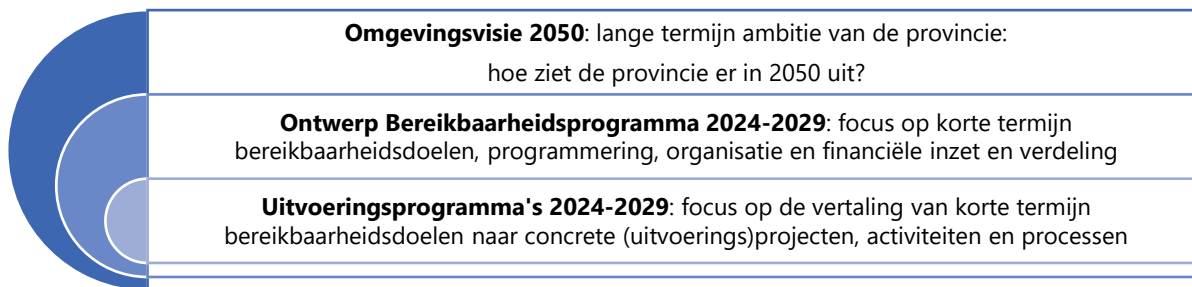 Omgevingsvisie 2050: lange termijn ambitie van de provincie:
hoe ziet de provincie er in 2050 uit?
Ontwerp Bereikbaarheidsprogramma 2024-2029: focus op korte termijn
bereikbaarheidsdoelen, programmering, organisatie en financiële inzet en verdeling
Uitvoeringsprogramma's 2024-2029: focus op de vertaling van korte termijn
bereikbaarheidsdoelen naar concrete (uitvoerings)projecten, activiteiten en processen